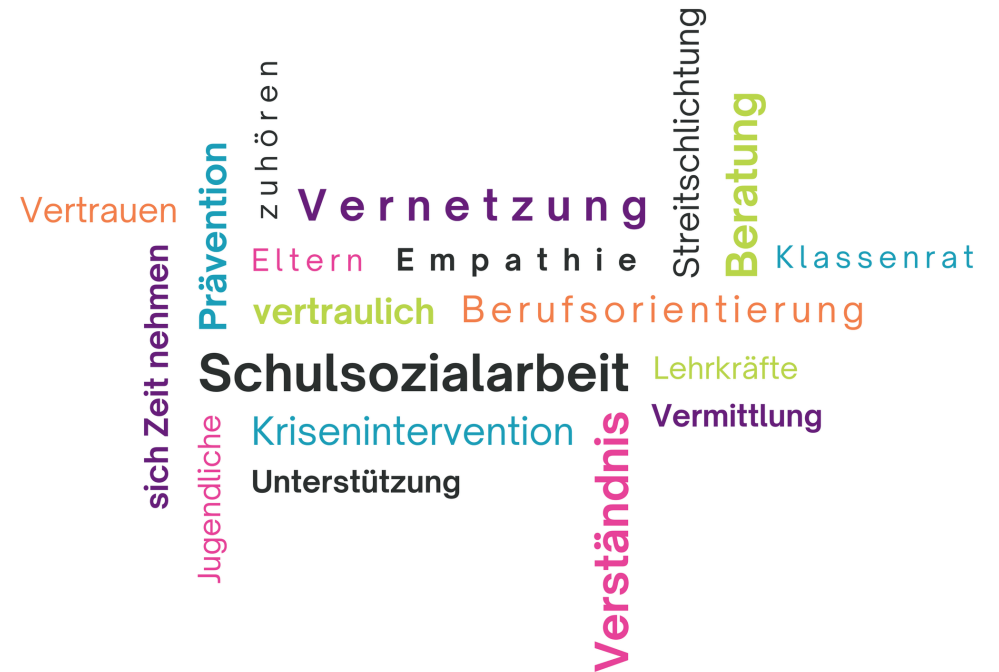 Streitschlichtung
zuhören
Beratung
Prävention
Vertrauen
Vernetzung
Eltern
Empathie
Klassenrat
sich Zeit nehmen
vertraulich
Berufsorientierung
Schulsozialarbeit
Lehrkräfte
Vermittlung
Jugendliche
Krisenintervention
Verständnis
Unterstützung